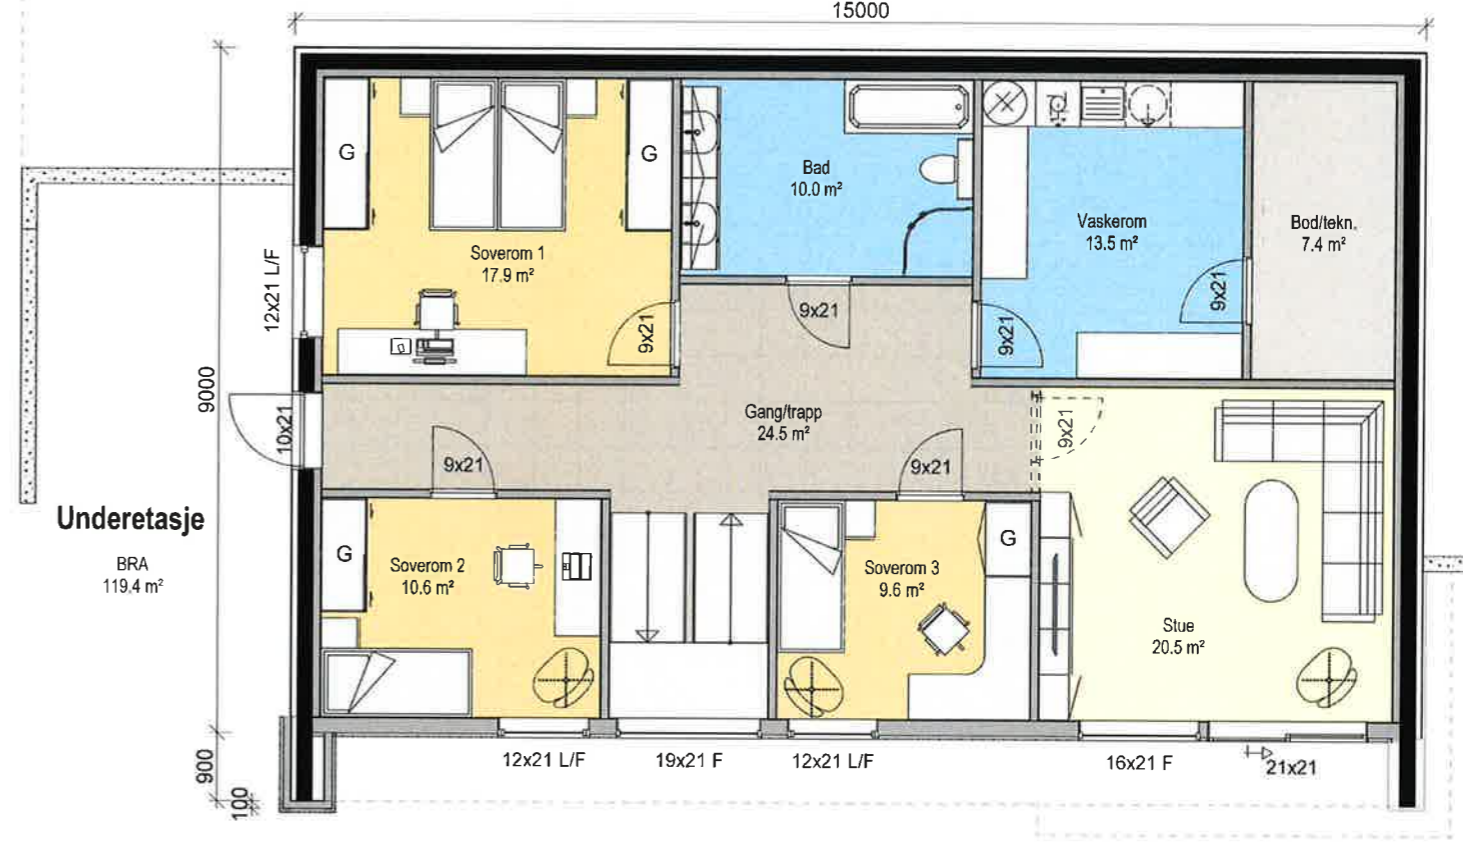 15000
G
G
Bad
10.0 m²
Vaskerom
13.5 m²
Bod/tekn.
7.4 m²
Soverom 1
17.9 m²
12x21 L/F
9x21
9x21
9x21
9x21
9000
10x21
Gang/trapp
24.5 m²
9x21
9x21
9x21
Underetasje
BRA
119.4 m²
G
Soverom 2
10.6 m²
Soverom 3
9.6 m²
G
Stue
20.5 m²
900
100
12x21 L/F
19x21 F
12x21 L/F
16x21 F
21x21